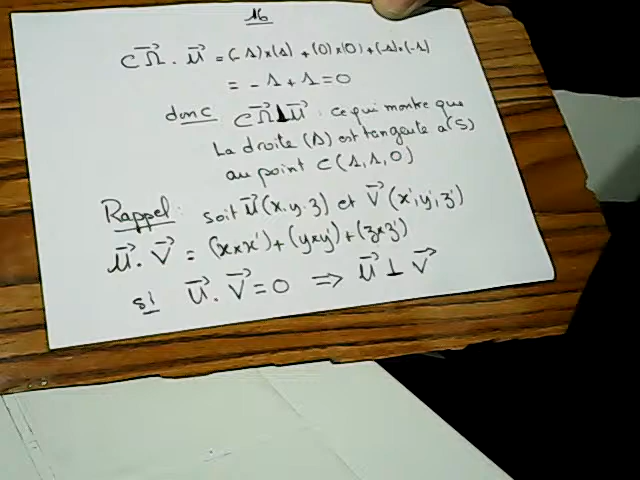 16
CΩ⃗ . u⃗ = (-1)×(1) + (0)×(0) + (-1)×(-1)
= -1 + 1 = 0
donc CΩ⃗ ⊥ u⃗ : ce qui montre que
La droite (Δ) est tangente à (S)
au point C(1,1,0)
Rappel: soit u⃗(x.y.z) et V⃗(x',y',z')
u⃗ . V⃗ = (x×x')+(y×y')+(z×z')
si u⃗ . V⃗ = 0 ⇒ u⃗ ⊥ V⃗